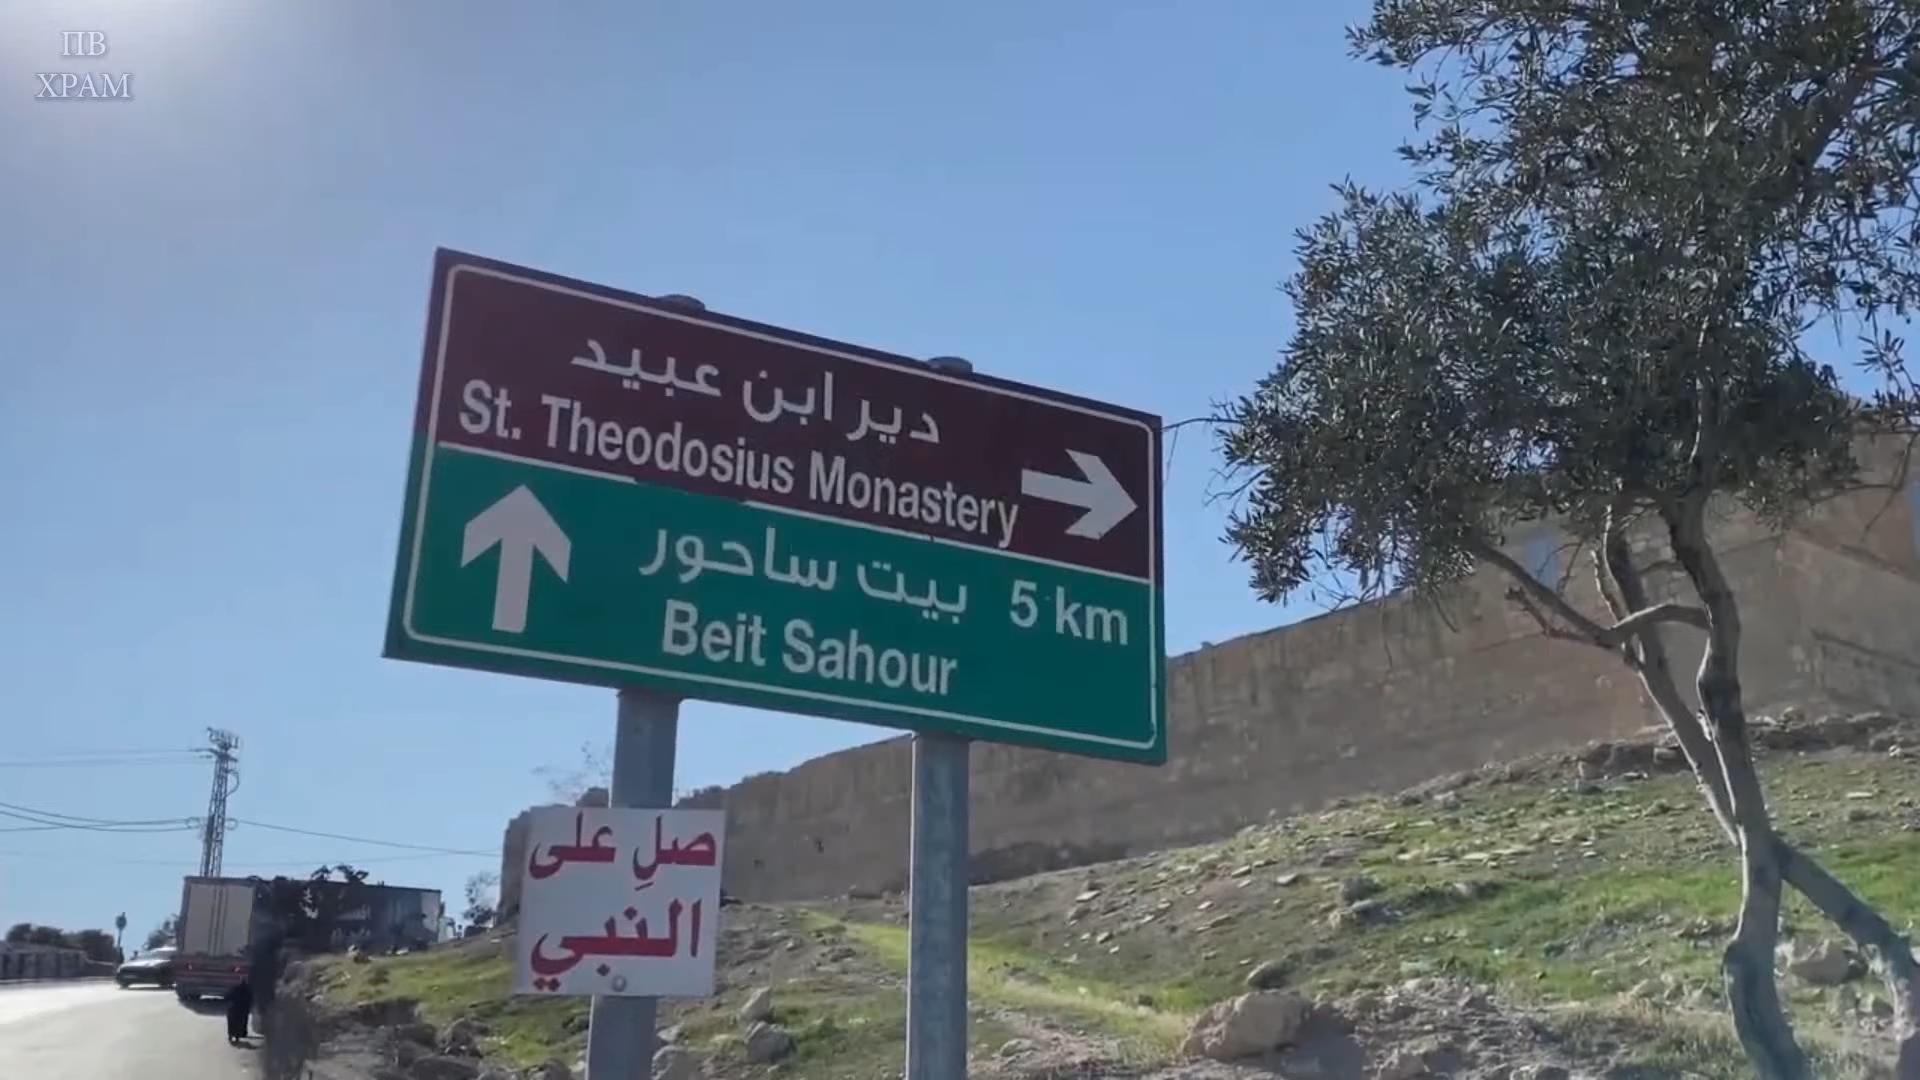 ПВ
ХРАМ
دير ابن عبيد
St. Theodosius Monastery
بيت ساحور 5 km
Beit Sahour
صلِ على
النبي